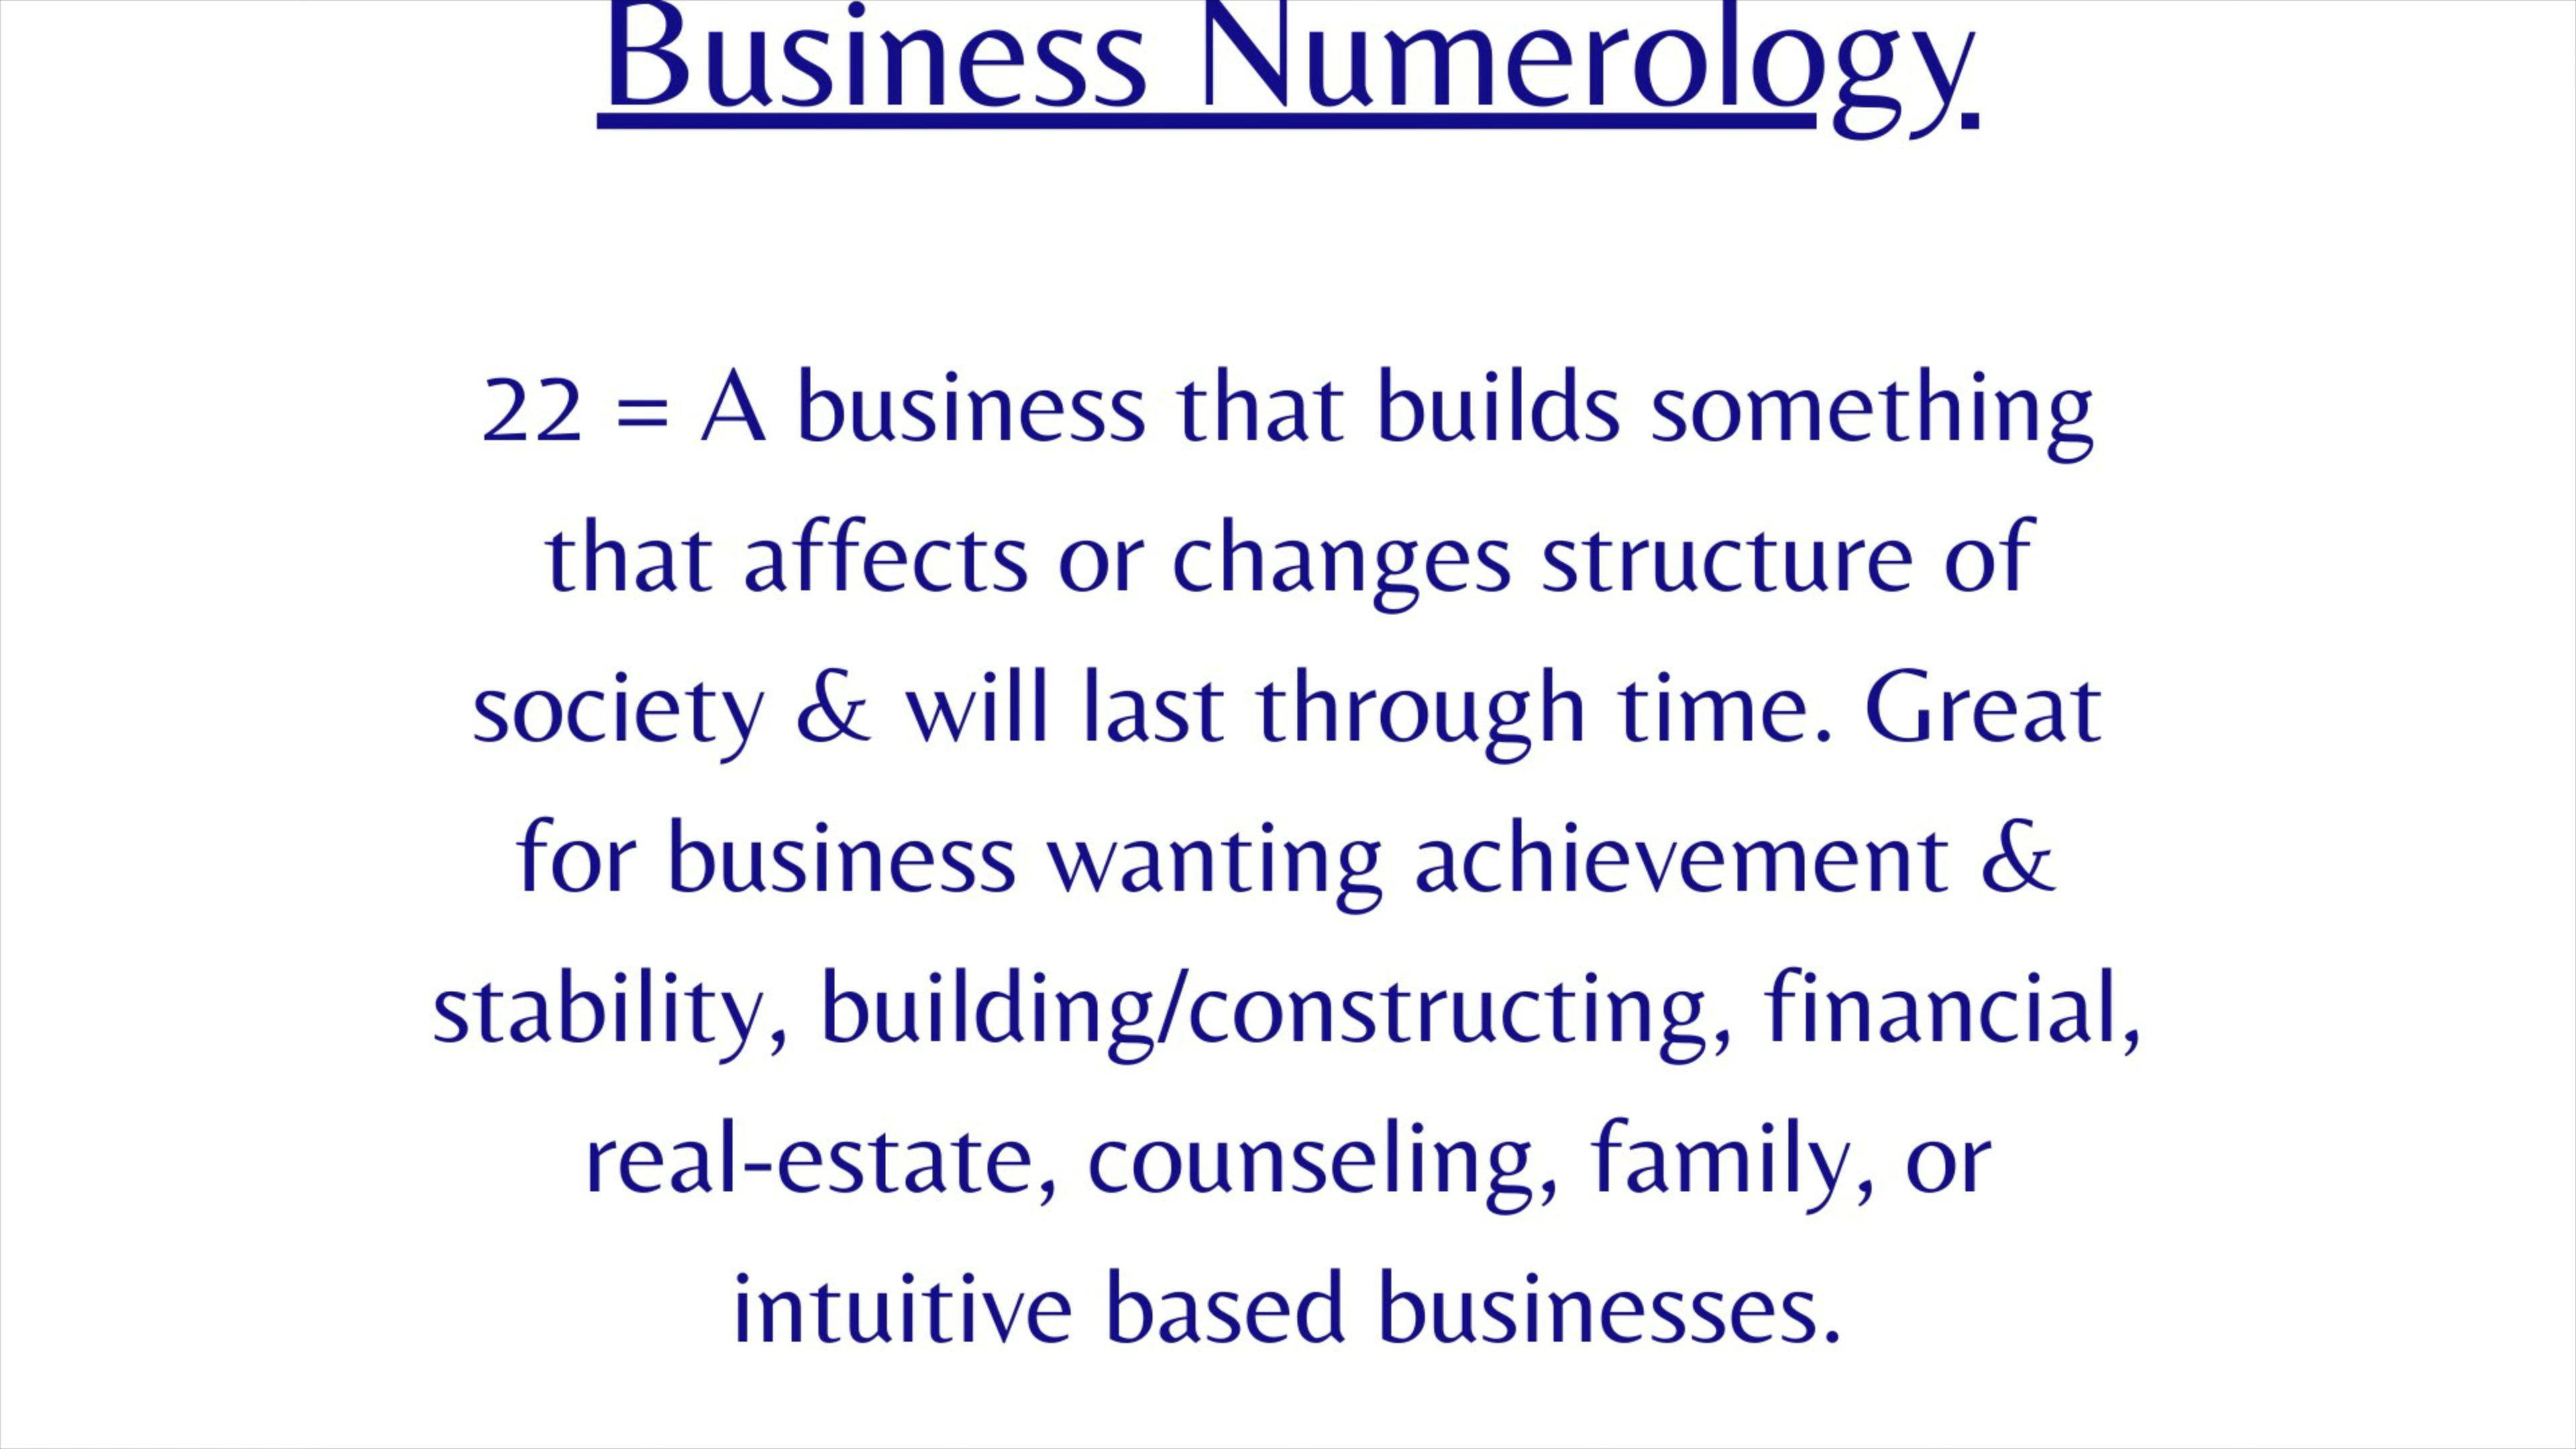 Business Numerology
22 = A business that builds something
that affects or changes structure of
society & will last through time. Great
for business wanting achievement &
stability, building/constructing, financial,
real-estate, counseling, family, or
intuitive based businesses.